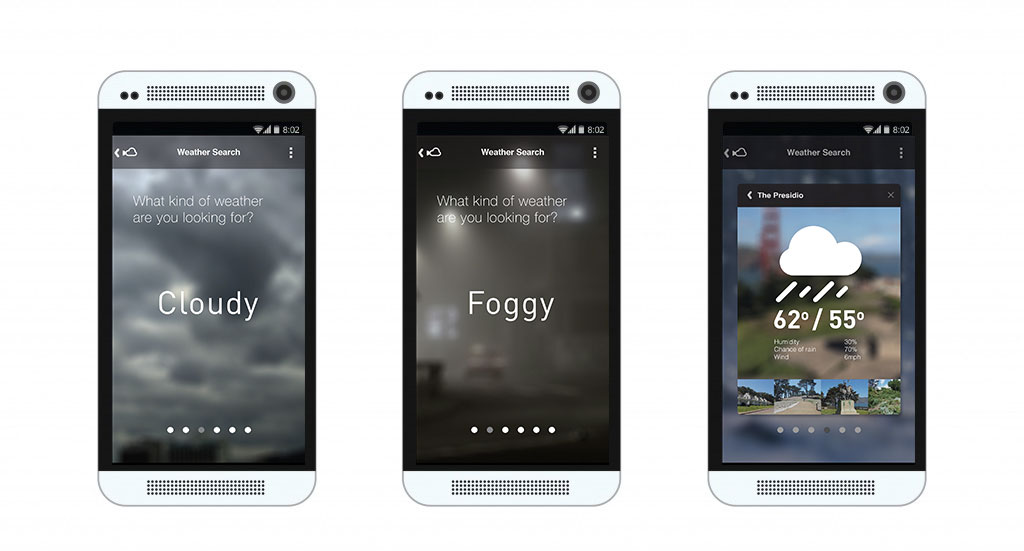 8:02
Weather Search
What kind of weather
are you looking for?
Cloudy
8:02
Weather Search
What kind of weather
are you looking for?
Foggy
8:02
Weather Search
The Presidio
62º / 55º
Humidity 30%
Chance of rain 70%
Wind 6mph